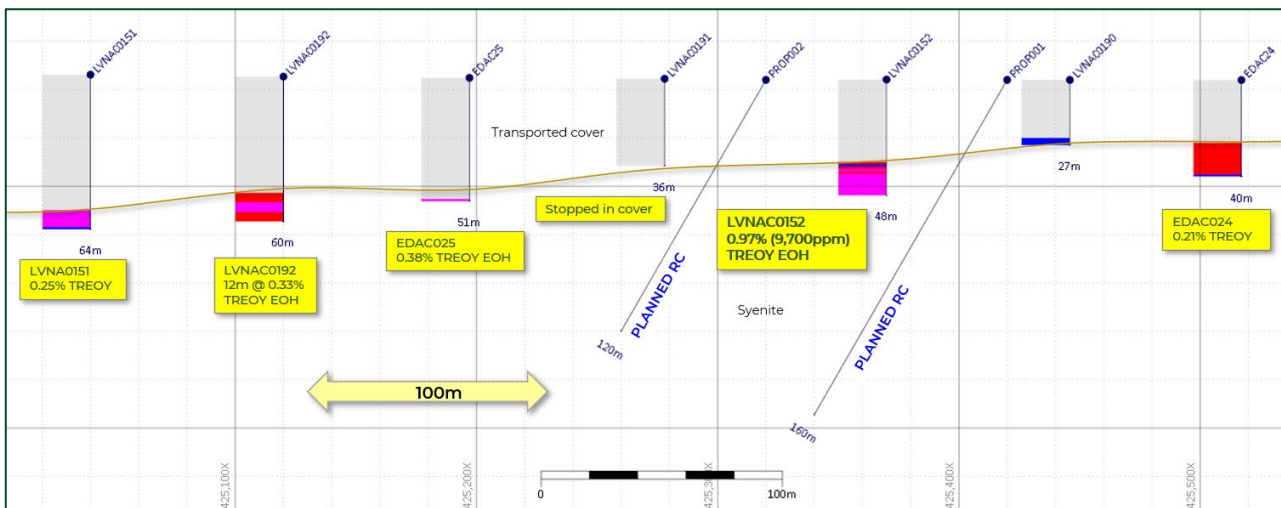 LVNAC0151
LVNAC0192
EDAC25
LVNAC0191
PROP002
LVNAC0152
PROP001
LVNAC0190
EDAC24
Transported cover
64m
60m
51m
36m
48m
27m
40m
LVNA0151
0.25% TREOY
LVNAC0192
12m @ 0.33%
TREOY EOH
EDAC025
0.38% TREOY EOH
Stopped in cover
LVNAC0152
0.97% (9,700ppm)
TREOY EOH
EDAC024
0.21% TREOY
PLANNED RC
120m
Syenite
PLANNED RC
160m
100m
0
100m
425,100X
425,200X
425,300X
425,400X
425,500X